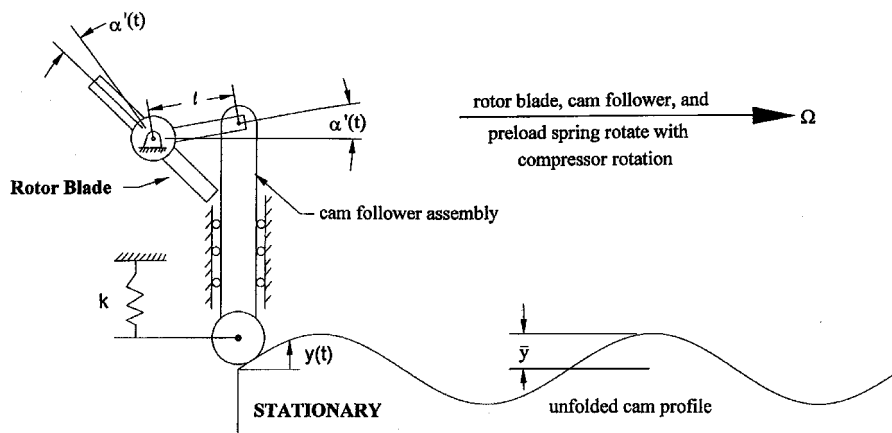 α'(t)
l
α'(t)
rotor blade, cam follower, and
Ω
preload spring rotate with
compressor rotation
Rotor Blade
cam follower assembly
k
y(t)
ȳ
STATIONARY
unfolded cam profile